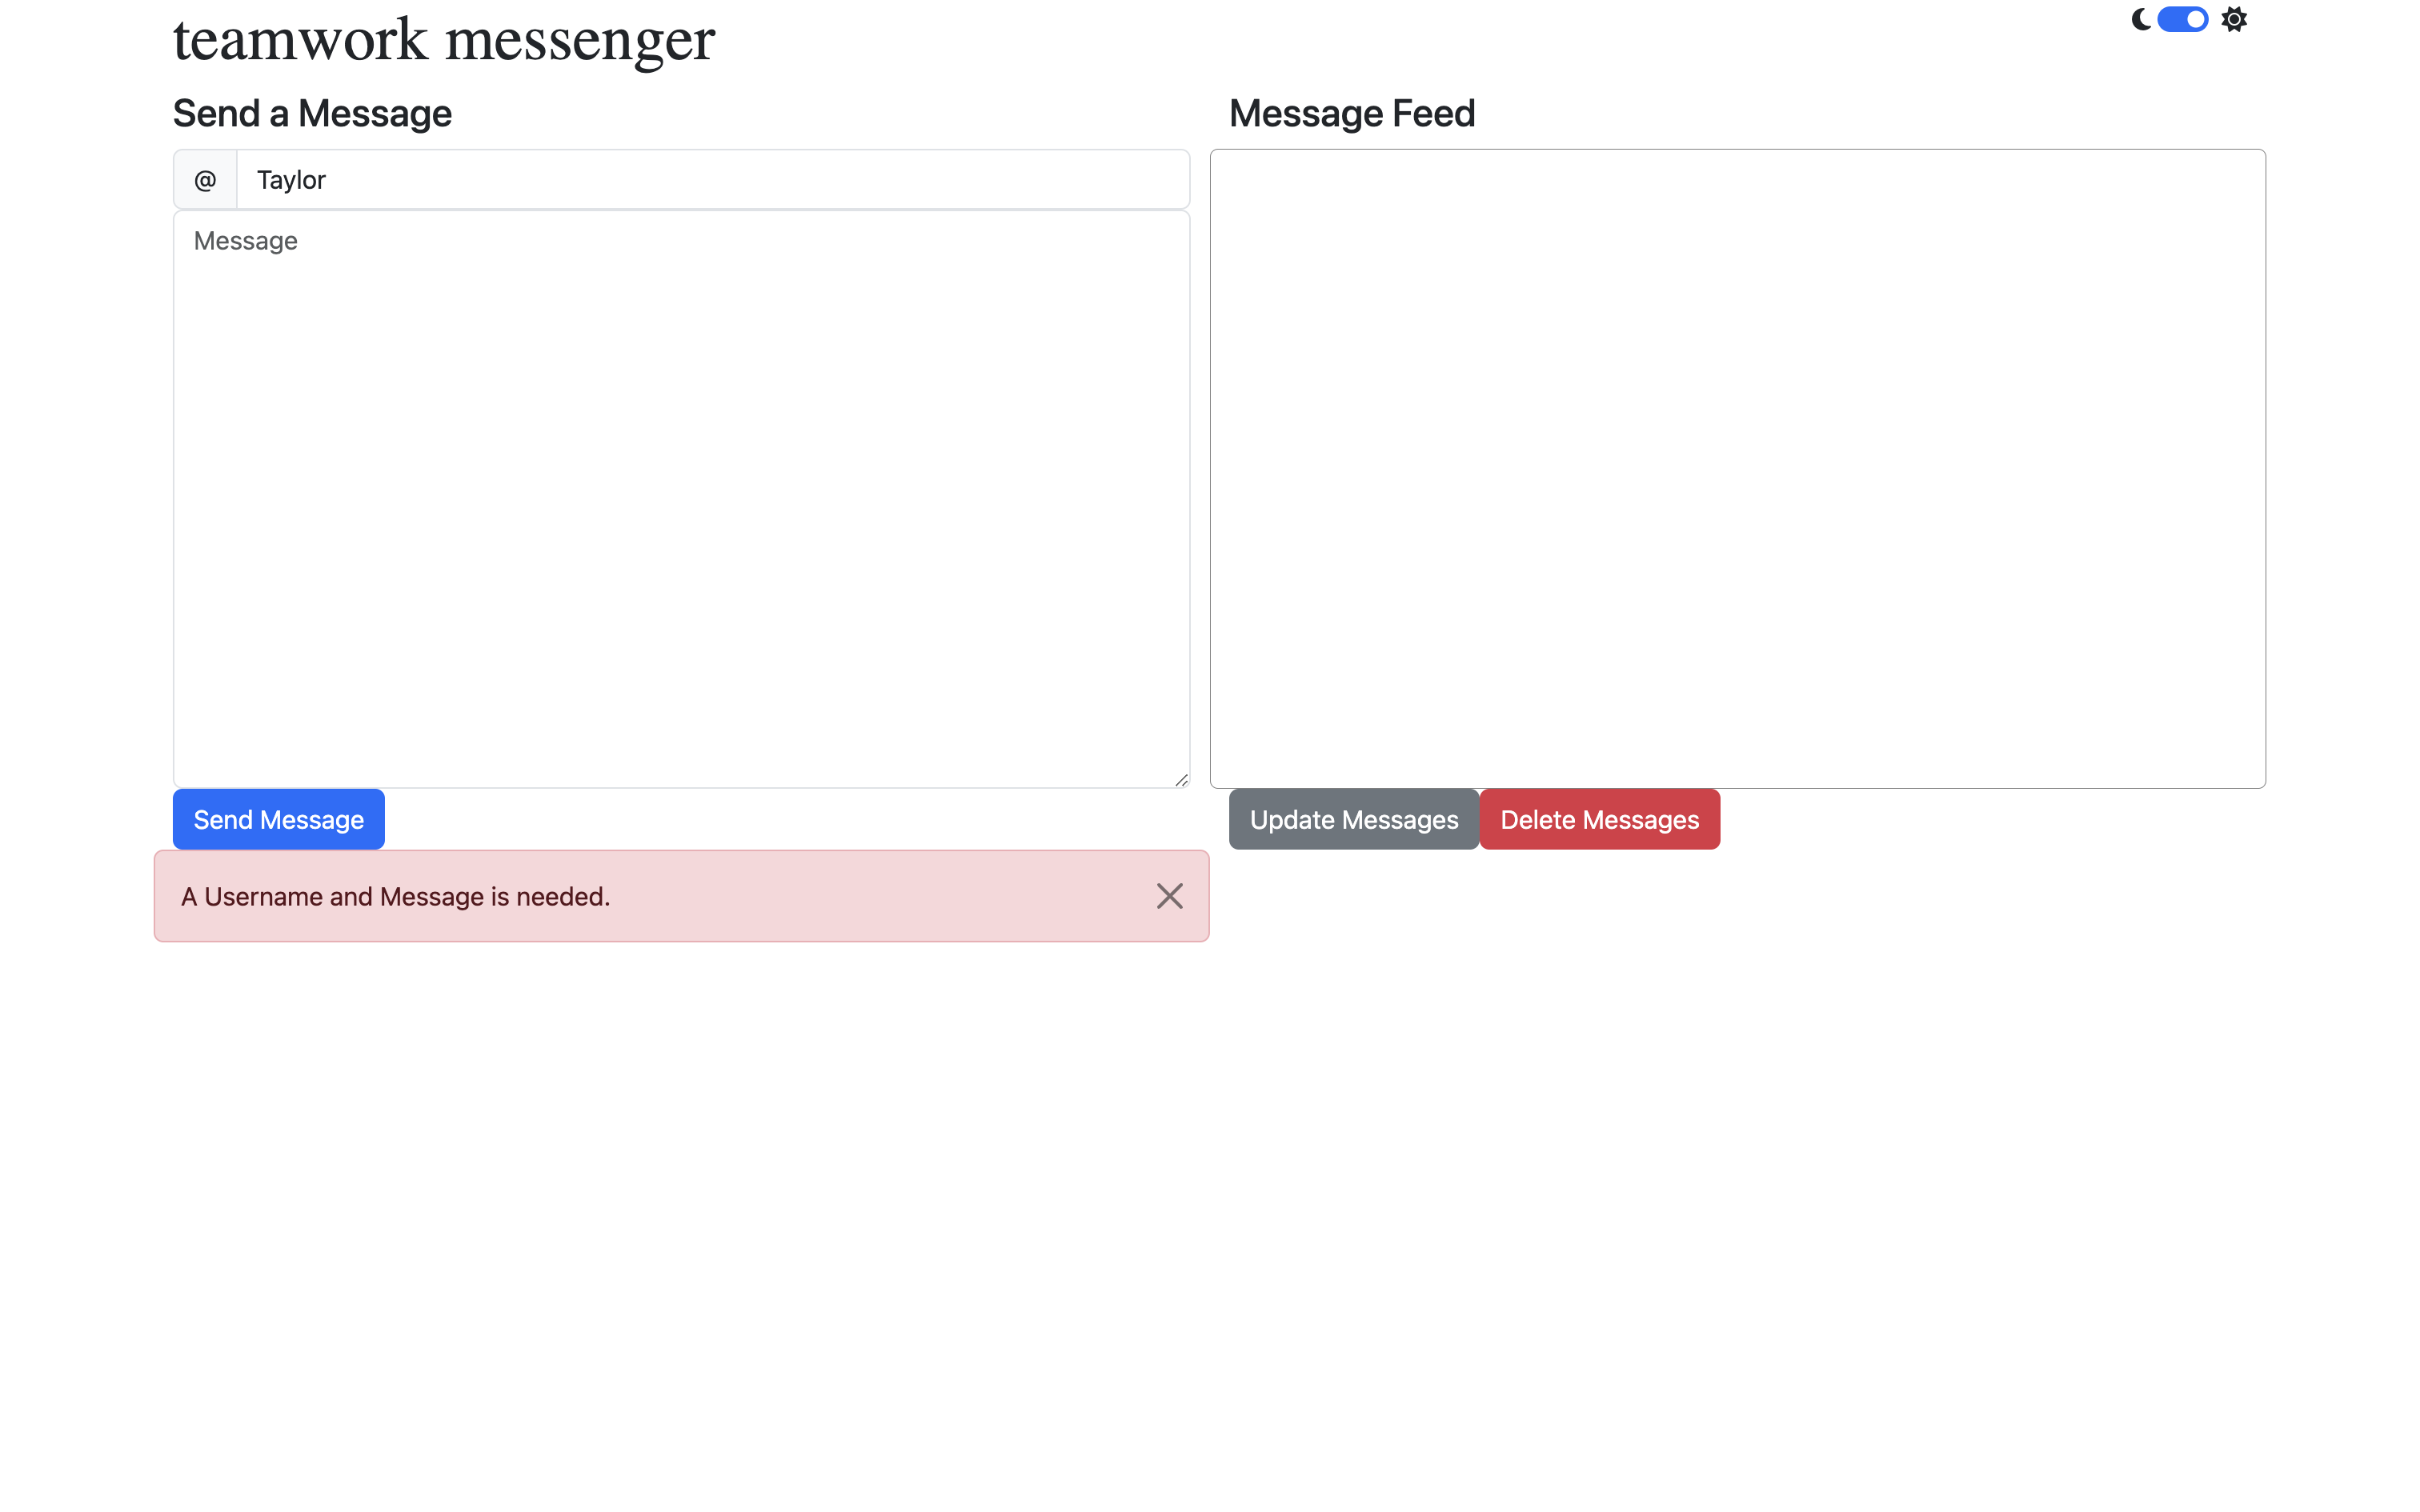 teamwork messenger
Send a Message
@ Taylor
Message
Send Message
A Username and Message is needed.
Message Feed
Update Messages
Delete Messages